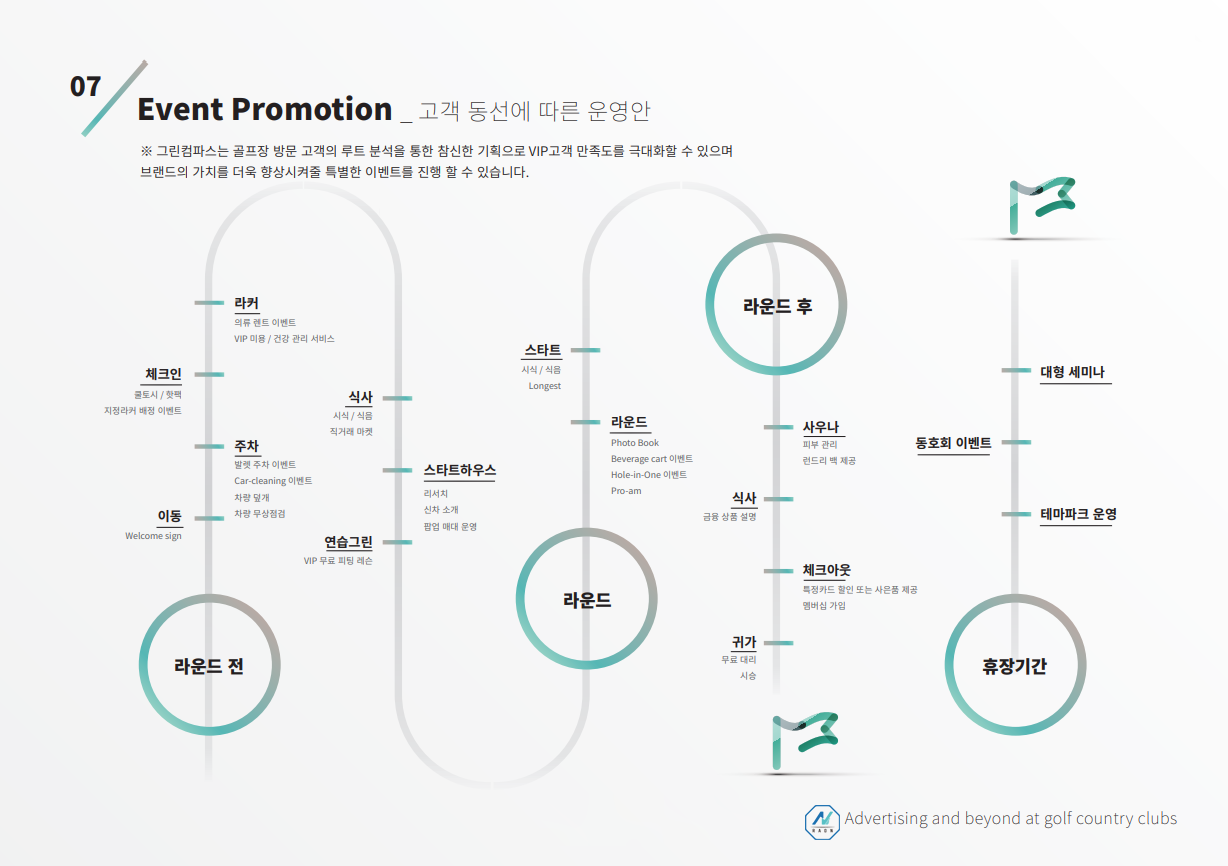 07
Event Promotion _ 고객 동선에 따른 운영안
※ 그린컴파스는 골프장 방문 고객의 루트 분석을 통한 참신한 기획으로 VIP고객 만족도를 극대화할 수 있으며
브랜드의 가치를 더욱 향상시켜줄 특별한 이벤트를 진행 할 수 있습니다.
라커
의류 렌트 이벤트
VIP 미용 / 건강 관리 서비스
체크인
쿨토시 / 핫팩
지정라커 배정 이벤트
주차
발렛 주차 이벤트
Car-cleaning 이벤트
차량 덮개
차량 무상점검
이동
Welcome sign
라운드 전
식사
시식 / 식음
직거래 마켓
스타트하우스
리서치
신차 소개
팝업 매대 운영
연습그린
VIP 무료 피팅 레슨
스타트
시식 / 식음
Longest
라운드
Photo Book
Beverage cart 이벤트
Hole-in-One 이벤트
Pro-am
라운드
라운드 후
사우나
피부 관리
런드리 백 제공
식사
금융 상품 설명
체크아웃
특정카드 할인 또는 사은품 제공
멤버십 가입
귀가
무료 대리
시승
대형 세미나
동호회 이벤트
테마파크 운영
휴장기간
Advertising and beyond at golf country clubs